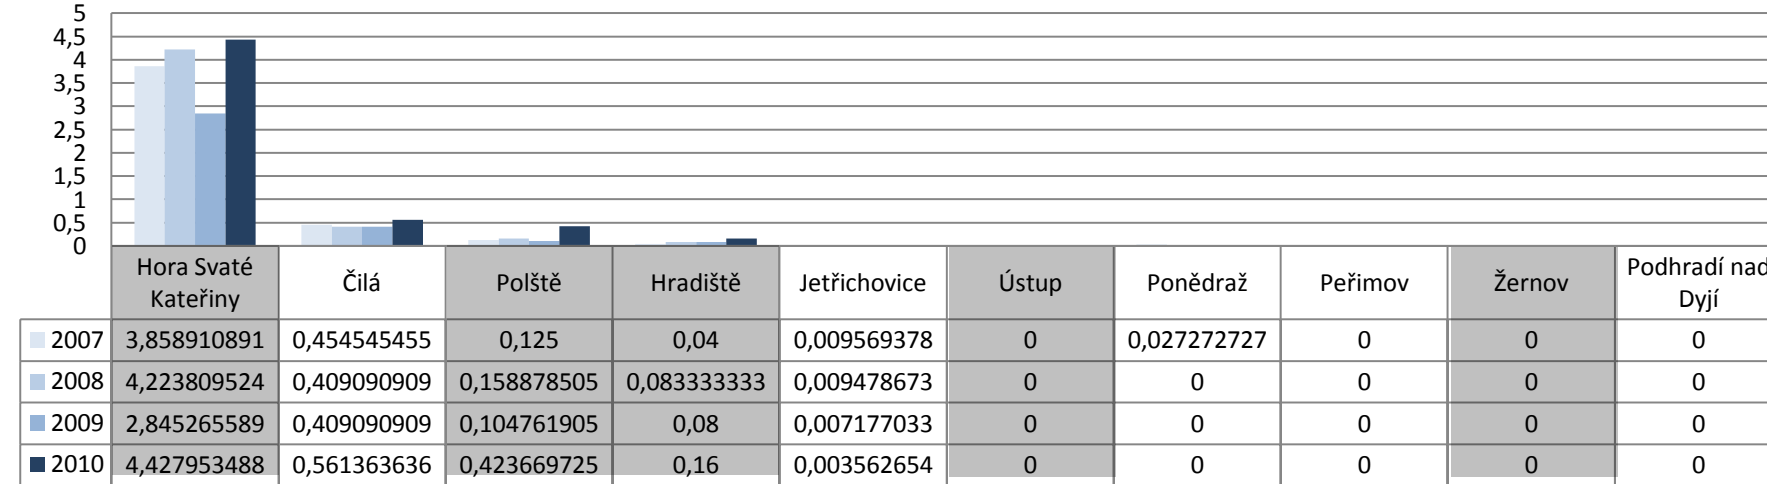 5
4,5
4
3,5
3
2,5
2
1,5
1
0,5
0
Hora Svaté Kateřiny Čilá Polště Hradiště Jetřichovice Ústup Ponědraž Peřimov Žernov Podhradí nad Dyjí
2007 3,858910891 0,454545455 0,125 0,04 0,009569378 0 0,027272727 0 0 0
2008 4,223809524 0,409090909 0,158878505 0,083333333 0,009478673 0 0 0 0 0
2009 2,845265589 0,409090909 0,104761905 0,08 0,007177033 0 0 0 0 0
2010 4,427953488 0,561363636 0,423669725 0,16 0,003562654 0 0 0 0 0